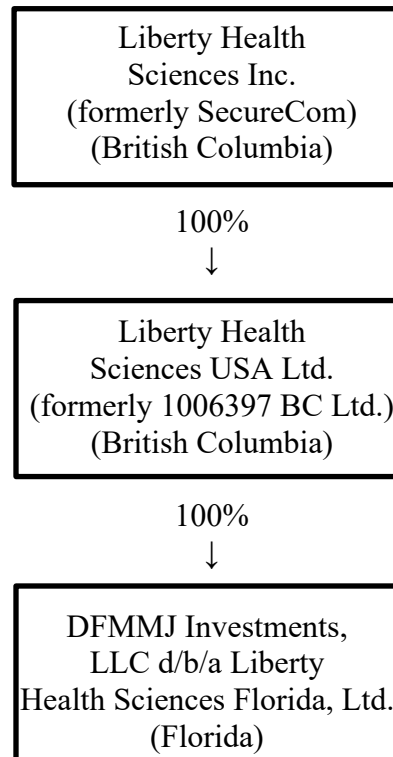 Liberty Health
Sciences Inc.
(formerly SecureCom)
(British Columbia)
100%
↓
Liberty Health
Sciences USA Ltd.
(formerly 1006397 BC Ltd.)
(British Columbia)
100%
↓
DFMMJ Investments,
LLC d/b/a Liberty
Health Sciences Florida, Ltd.
(Florida)